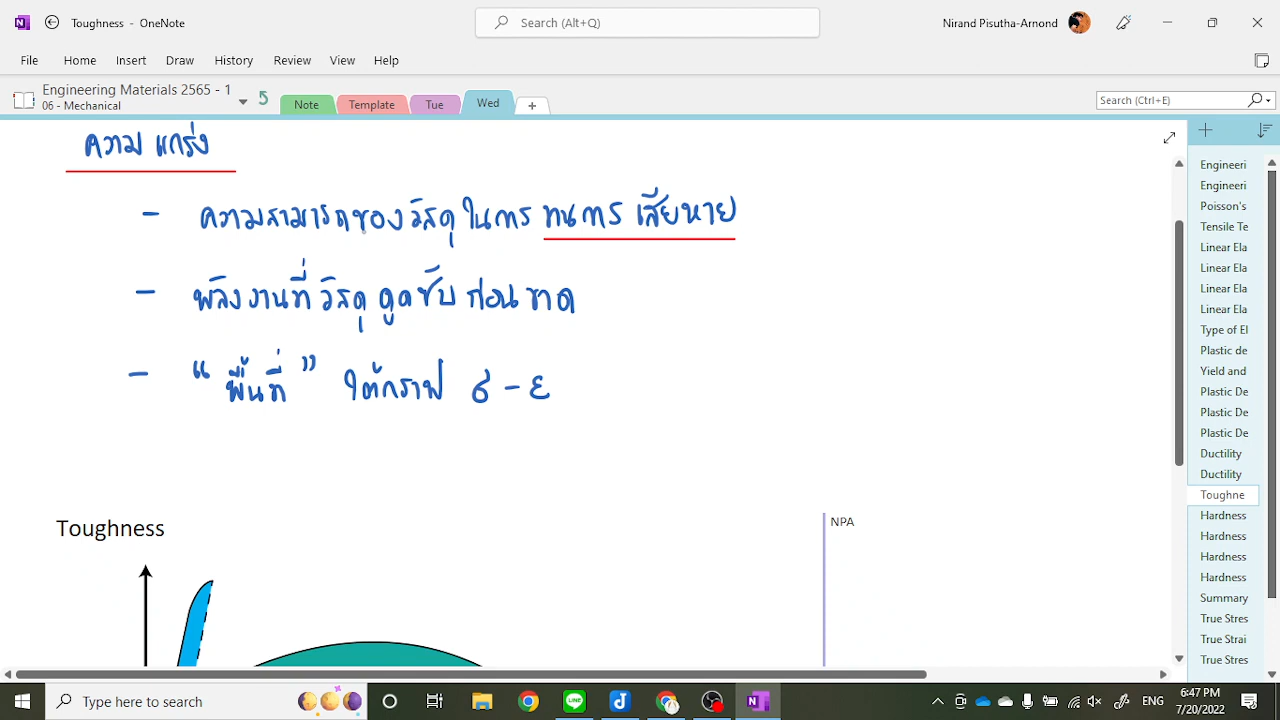 Toughness - OneNote
Search (Alt+Q)
Nirand Pisutha-Arnond
File Home Insert Draw History Review View Help
Engineering Materials 2565 - 1
06 - Mechanical
Note Template Tue Wed +
Search (Ctrl+E)
ความแกร่ง
- ความสามารถของวัสดุในการ ทนการเสียหาย
- พลังงานที่วัสดุดูดซับก่อนขาด
- “พื้นที่” ใต้กราฟ σ - ε
Toughness
NPA
Engineeri
Engineeri
Poisson's
Tensile Te
Linear Ela
Linear Ela
Linear Ela
Linear Ela
Type of El
Plastic de
Yield and
Plastic De
Plastic De
Plastic De
Ductility
Ductility
Toughne
Hardness
Hardness
Hardness
Hardness
Summary
True Stres
True Strai
True Stres
Type here to search
ENG
6:47 PM
7/20/2022